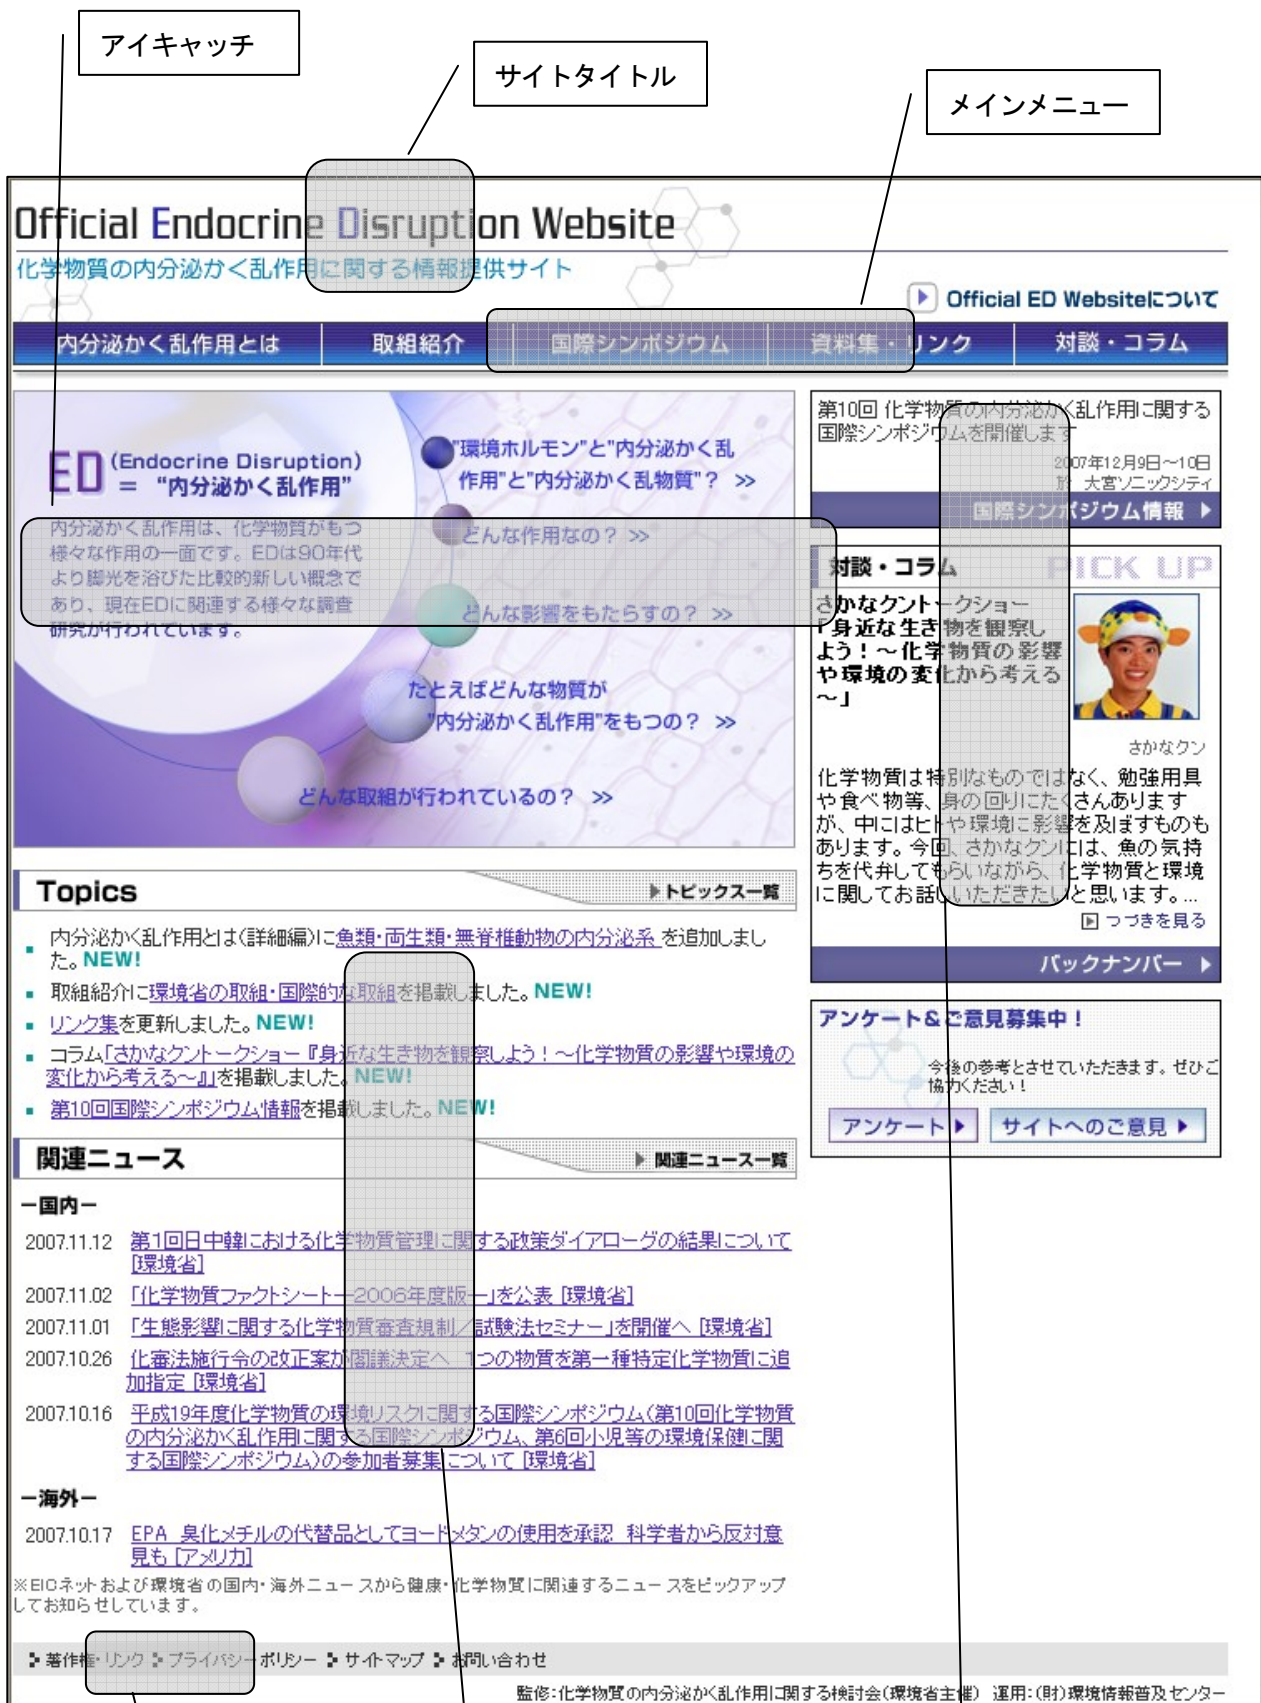 アイキャッチ
サイトタイトル
メインメニュー
Official Endocrine Disruption Website
化学物質の内分泌かく乱作用に関する情報提供サイト
Official ED Websiteについて
内分泌かく乱作用とは
取組紹介
国際シンポジウム
資料集・リンク
対談・コラム
ED (Endocrine Disruption)
= “内分泌かく乱作用”
内分泌かく乱作用は、化学物質がもつ
様々な作用の一面です。EDは90年代
より脚光を浴びた比較的新しい概念で
あり、現在EDに関連する様々な調査
研究が行われています。
"環境ホルモン"と"内分泌かく乱
作用"と"内分泌かく乱物質"? >>
どんな作用なの? >>
どんな影響をもたらすの? >>
たとえばどんな物質が
"内分泌かく乱作用"をもつの? >>
どんな取組が行われているの? >>
第10回 化学物質の内分泌かく乱作用に関する
国際シンポジウムを開催します
2007年12月9日～10日
於 大宮ソニックシティ
国際シンポジウム情報
対談・コラム PICK UP
さかなクントークショー
「身近な生き物を観察し
よう!～化学物質の影響
や環境の変化から考える
～」
さかなクン
化学物質は特別なものではなく、勉強用具
や食べ物等、身の回りにたくさんあります
が、中にはヒトや環境に影響を及ぼすものも
あります。今回、さかなクンには、魚の気持
ちを代弁してもらいながら、化学物質と環境
に関してお話しいただきたいと思います。...
つづきを見る
バックナンバー
アンケート&ご意見募集中!
今後の参考とさせていただきます。ぜひご
協力ください!
アンケート
サイトへのご意見
Topics
トピックス一覧
内分泌かく乱作用とは(詳細編)に魚類・両生類・無脊椎動物の内分泌系 を追加しまし
た。NEW!
取組紹介に環境省の取組・国際的な取組を掲載しました。NEW!
リンク集を更新しました。NEW!
コラム「さかなクントークショー『身近な生き物を観察しよう!～化学物質の影響や環境の
変化から考える～』」を掲載しました。NEW!
第10回国際シンポジウム情報を掲載しました。NEW!
関連ニュース
関連ニュース一覧
－国内－
2007.11.12 第1回日中韓における化学物質管理に関する政策ダイアローグの結果について
[環境省]
2007.11.02 「化学物質ファクトシート－2006年度版－」を公表 [環境省]
2007.11.01 「生態影響に関する化学物質審査規制／試験法セミナー」を開催へ [環境省]
2007.10.26 化審法施行令の改正案が閣議決定へ 1つの物質を第一種特定化学物質に追
加指定 [環境省]
2007.10.16 平成19年度化学物質の環境リスクに関する国際シンポジウム(第10回化学物質
の内分泌かく乱作用に関する国際シンポジウム、第6回小児等の環境保健に関
する国際シンポジウム)の参加者募集について [環境省]
－海外－
2007.10.17 EPA 臭化メチルの代替品としてヨードメタンの使用を承認 科学者から反対意
見も [アメリカ]
※EICネットおよび環境省の国内・海外ニュースから健康・化学物質に関連するニュースをピックアップ
してお知らせしています。
著作権・リンク プライバシーポリシー サイトマップ お問い合わせ
監修:化学物質の内分泌かく乱作用に関する検討会(環境省主催) 運用:(財)環境情報普及センター